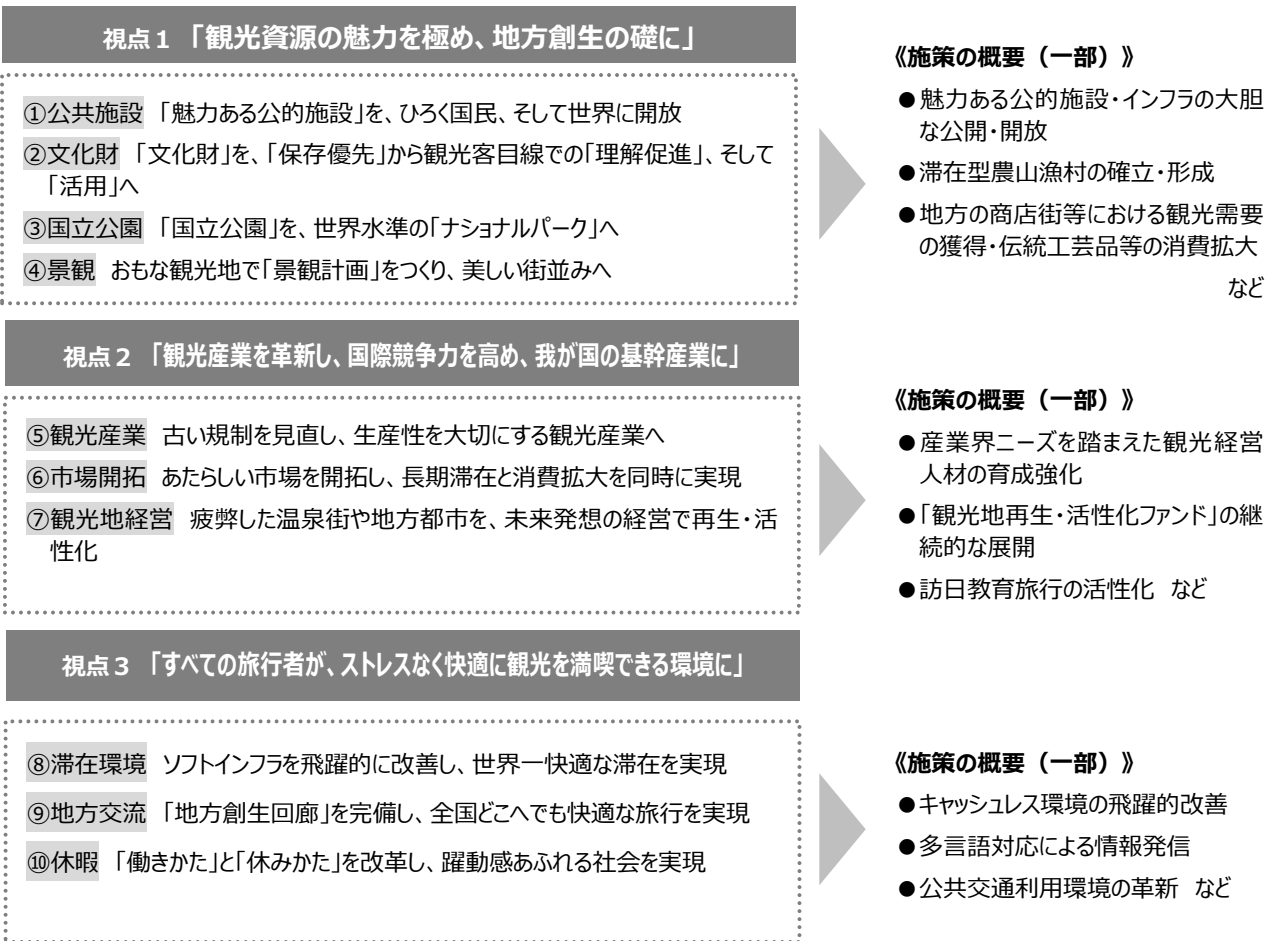 視点1 「観光資源の魅力を極め、地方創生の礎に」
①公共施設 「魅力ある公的施設」を、ひろく国民、そして世界に開放
②文化財 「文化財」を、「保存優先」から観光客目線での「理解促進」、そして
「活用」へ
③国立公園 「国立公園」を、世界水準の「ナショナルパーク」へ
④景観 おもな観光地で「景観計画」をつくり、美しい街並みへ
《施策の概要（一部）》
●魅力ある公的施設・インフラの大胆
な公開・開放
●滞在型農山漁村の確立・形成
●地方の商店街等における観光需要
の獲得・伝統工芸品等の消費拡大
など
視点2 「観光産業を革新し、国際競争力を高め、我が国の基幹産業に」
⑤観光産業 古い規制を見直し、生産性を大切にする観光産業へ
⑥市場開拓 あたらしい市場を開拓し、長期滞在と消費拡大を同時に実現
⑦観光地経営 疲弊した温泉街や地方都市を、未来発想の経営で再生・活
性化
《施策の概要（一部）》
●産業界ニーズを踏まえた観光経営
人材の育成強化
●「観光地再生・活性化ファンド」の継
続的な展開
●訪日教育旅行の活性化 など
視点3 「すべての旅行者が、ストレスなく快適に観光を満喫できる環境に」
⑧滞在環境 ソフトインフラを飛躍的に改善し、世界一快適な滞在を実現
⑨地方交流 「地方創生回廊」を完備し、全国どこへでも快適な旅行を実現
⑩休暇 「働きかた」と「休みかた」を改革し、躍動感あふれる社会を実現
《施策の概要（一部）》
●キャッシュレス環境の飛躍的改善
●多言語対応による情報発信
●公共交通利用環境の革新 など